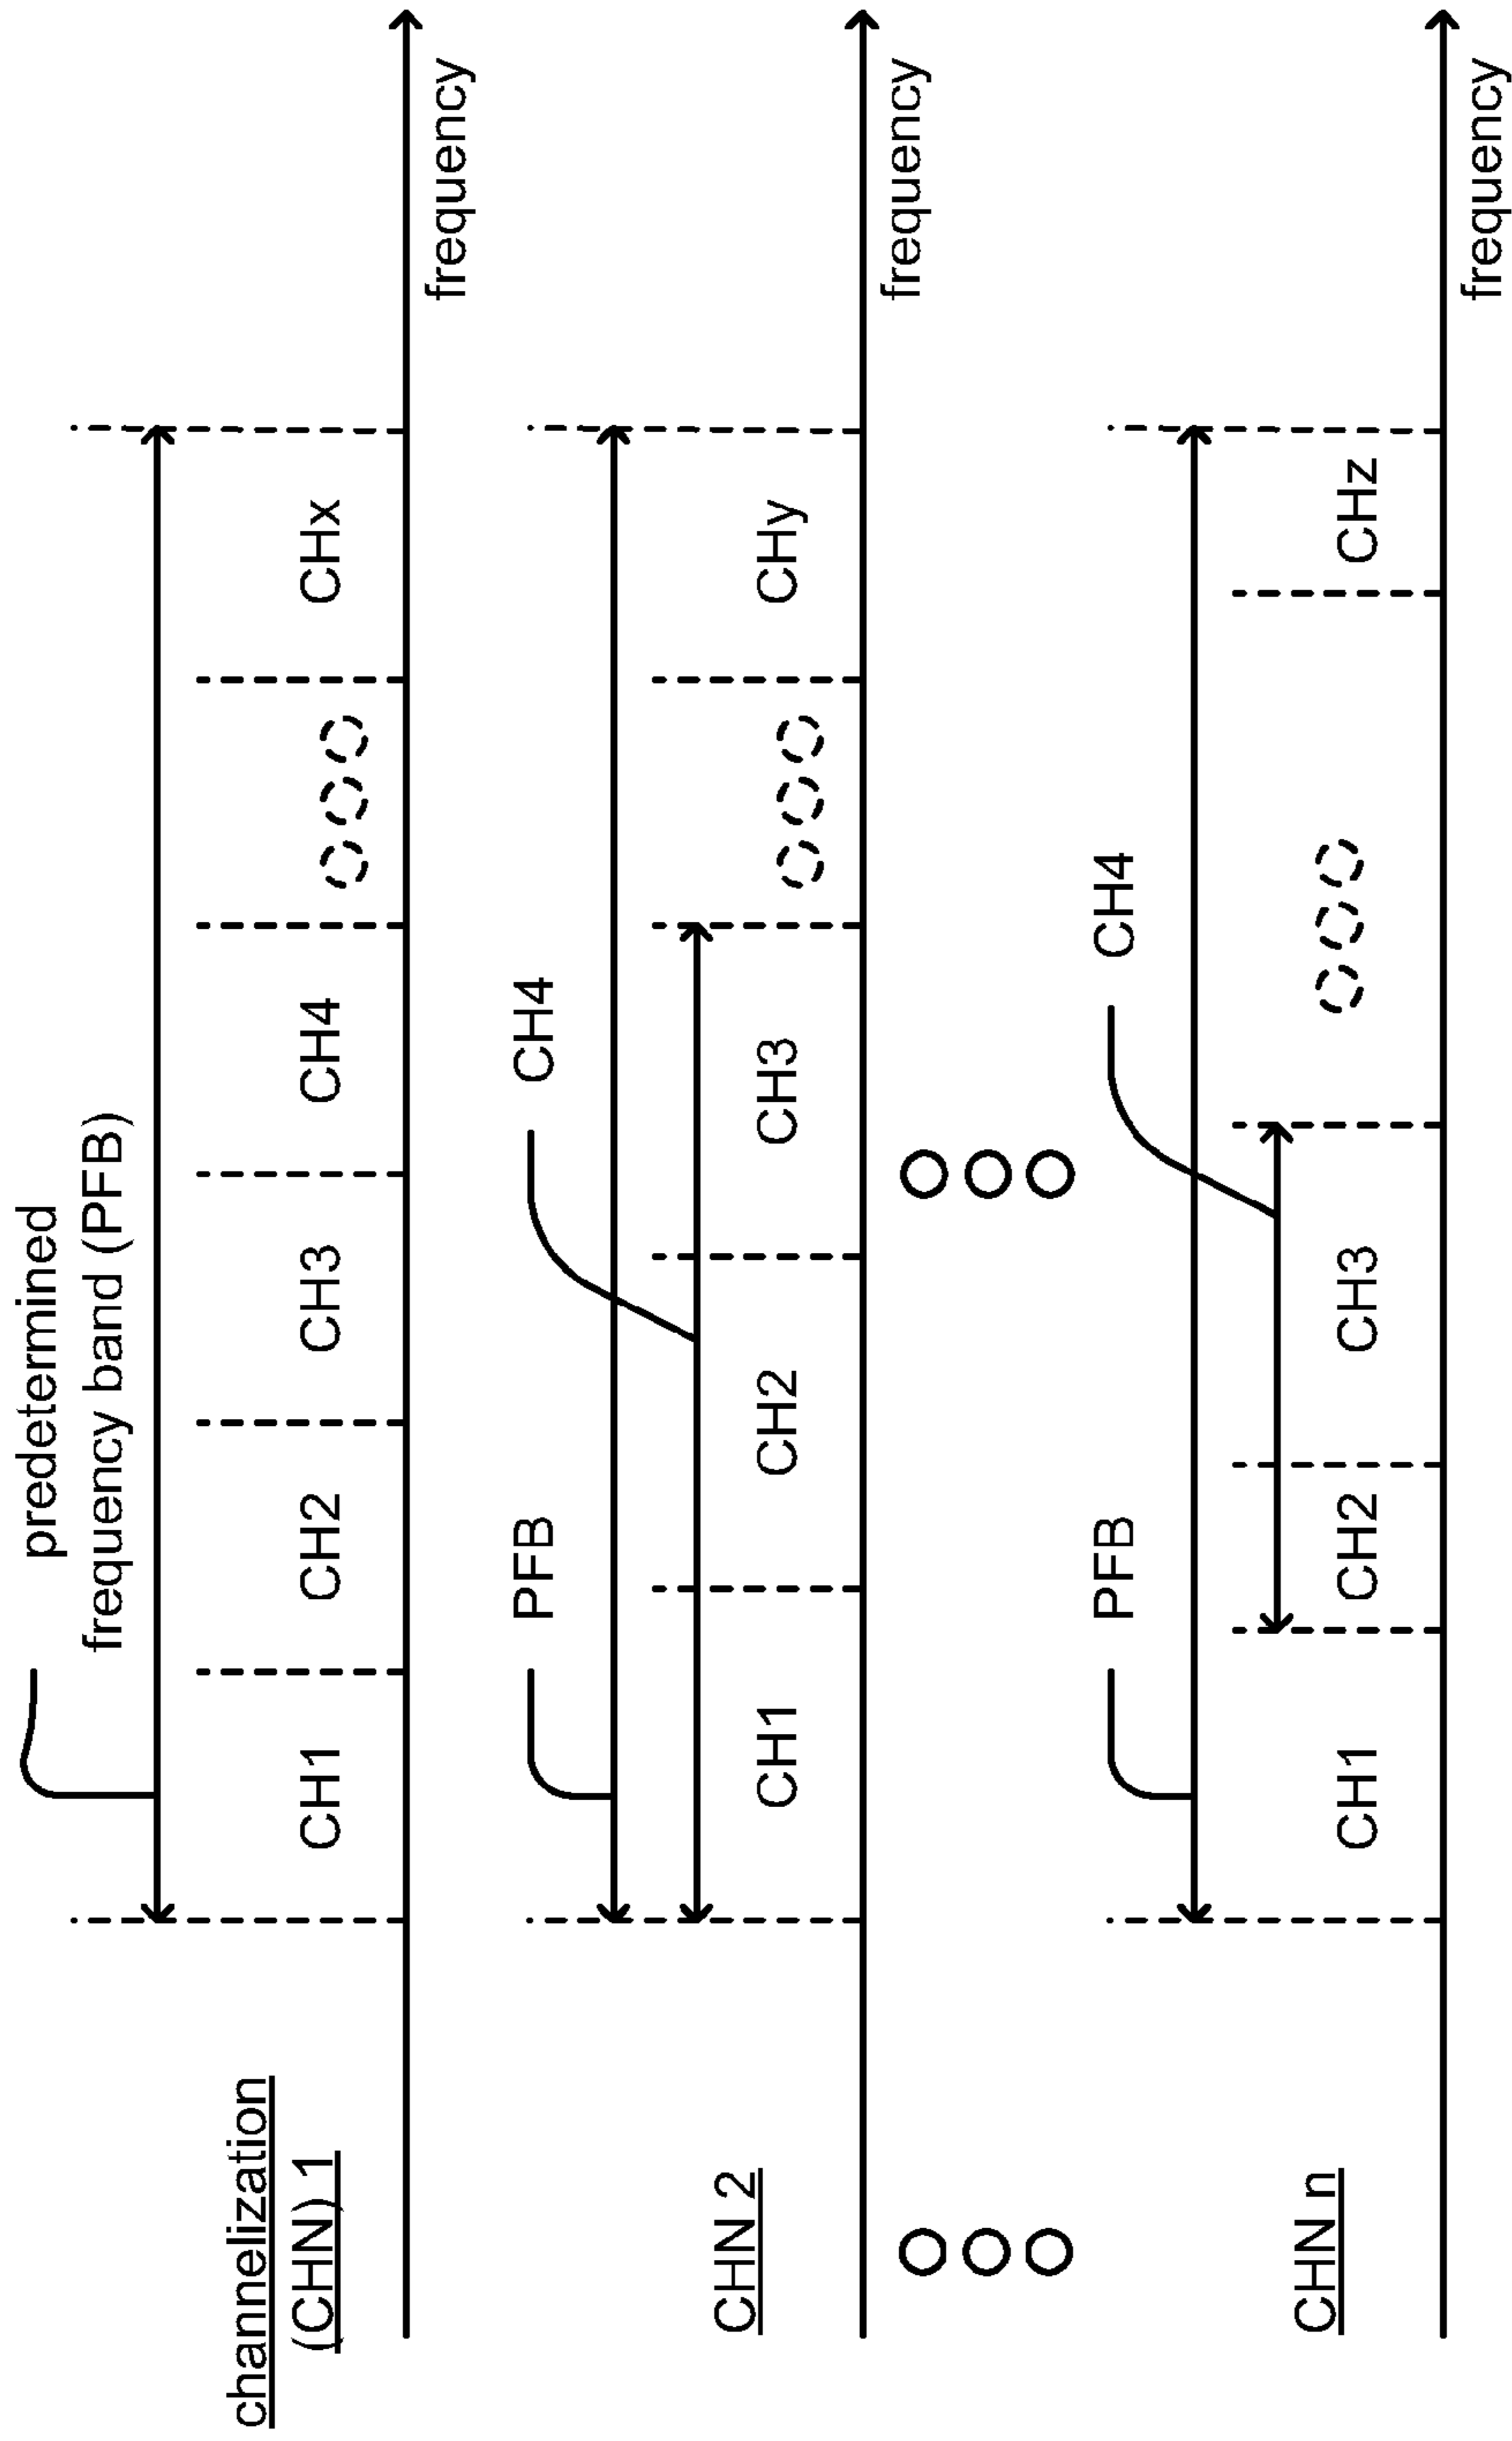 predetermined
frequency band (PFB)
channelization
(CHN) 1
CH1
CH2
CH3
CH4
CHx
frequency
PFB
CH4
CHN 2
CH1
CH2
CH3
CHy
frequency
PFB
CH4
CHN n
CH1
CH2
CH3
CHz
frequency